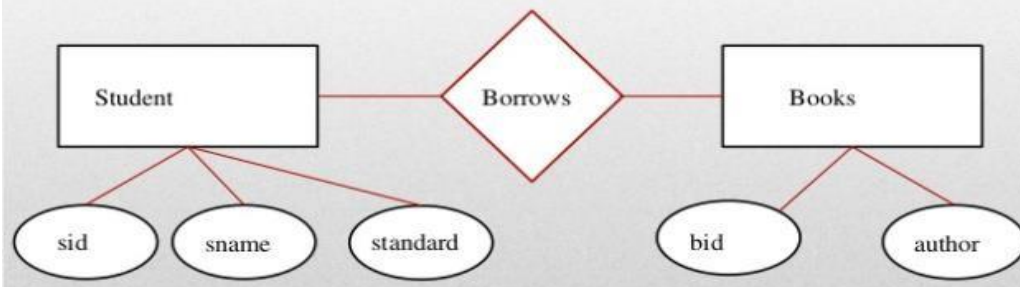 Student
Borrows
Books
sid
sname
standard
bid
author